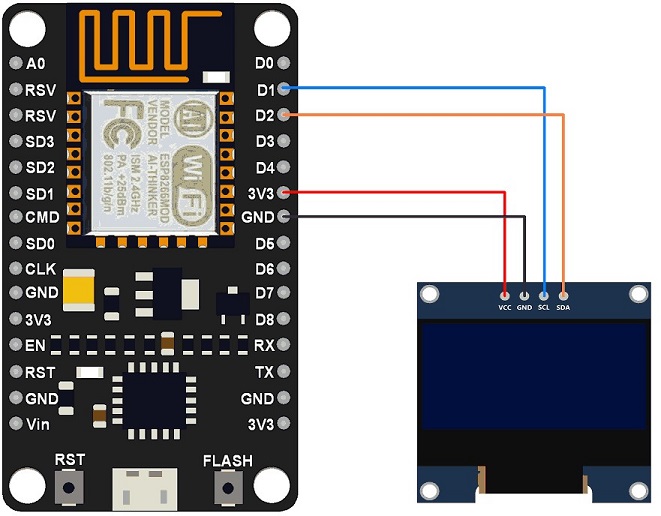 A0
RSV
RSV
SD3
SD2
SD1
CMD
SD0
CLK
GND
3V3
EN
RST
GND
Vin
D0
D1
D2
D3
D4
3V3
GND
D5
D6
D7
D8
RX
TX
GND
3V3
FC
MODEL
VENDOR
ESP8266MOD
AI-THINKER
ISM 2.4GHz
PA +25dBm
802.11b/g/n
AI
Wi Fi
RST
FLASH
VCC GND SCL SDA